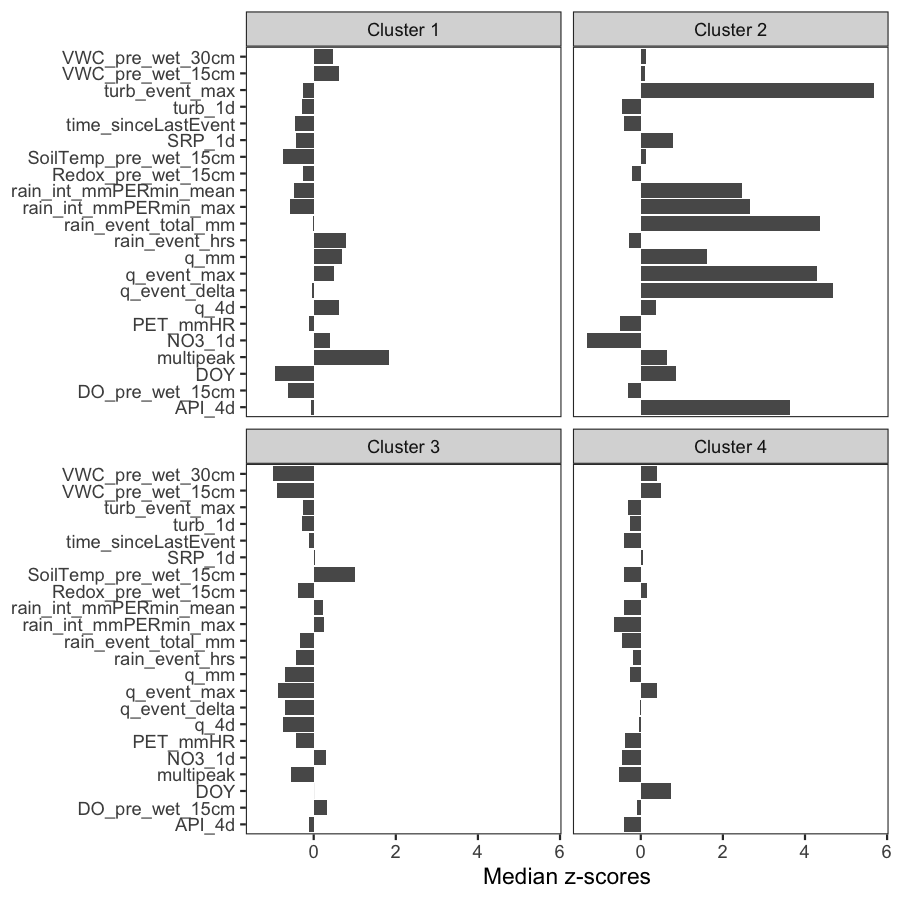 Cluster 1
Cluster 2
VWC_pre_wet_30cm
VWC_pre_wet_15cm
turb_event_max
turb_1d
time_sinceLastEvent
SRP_1d
SoilTemp_pre_wet_15cm
Redox_pre_wet_15cm
rain_int_mmPERmin_mean
rain_int_mmPERmin_max
rain_event_total_mm
rain_event_hrs
q_mm
q_event_max
q_event_delta
q_4d
PET_mmHR
NO3_1d
multipeak
DOY
DO_pre_wet_15cm
API_4d
Cluster 3
Cluster 4
VWC_pre_wet_30cm
VWC_pre_wet_15cm
turb_event_max
turb_1d
time_sinceLastEvent
SRP_1d
SoilTemp_pre_wet_15cm
Redox_pre_wet_15cm
rain_int_mmPERmin_mean
rain_int_mmPERmin_max
rain_event_total_mm
rain_event_hrs
q_mm
q_event_max
q_event_delta
q_4d
PET_mmHR
NO3_1d
multipeak
DOY
DO_pre_wet_15cm
API_4d
0 2 4 6 0 2 4 6
Median z-scores